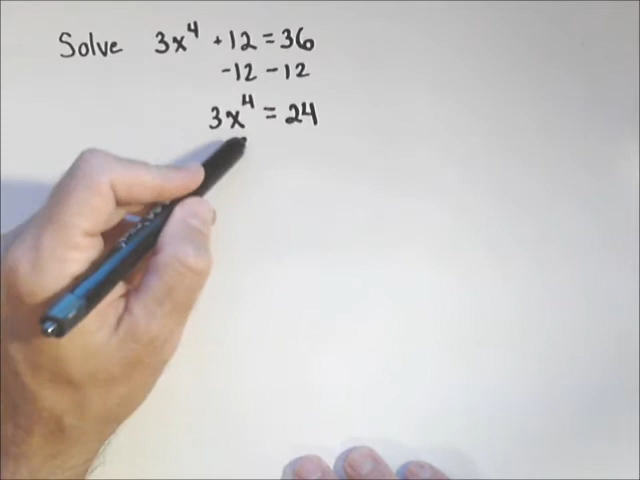 Solve 3x⁴ + 12 = 36
-12 -12
3x⁴ = 24